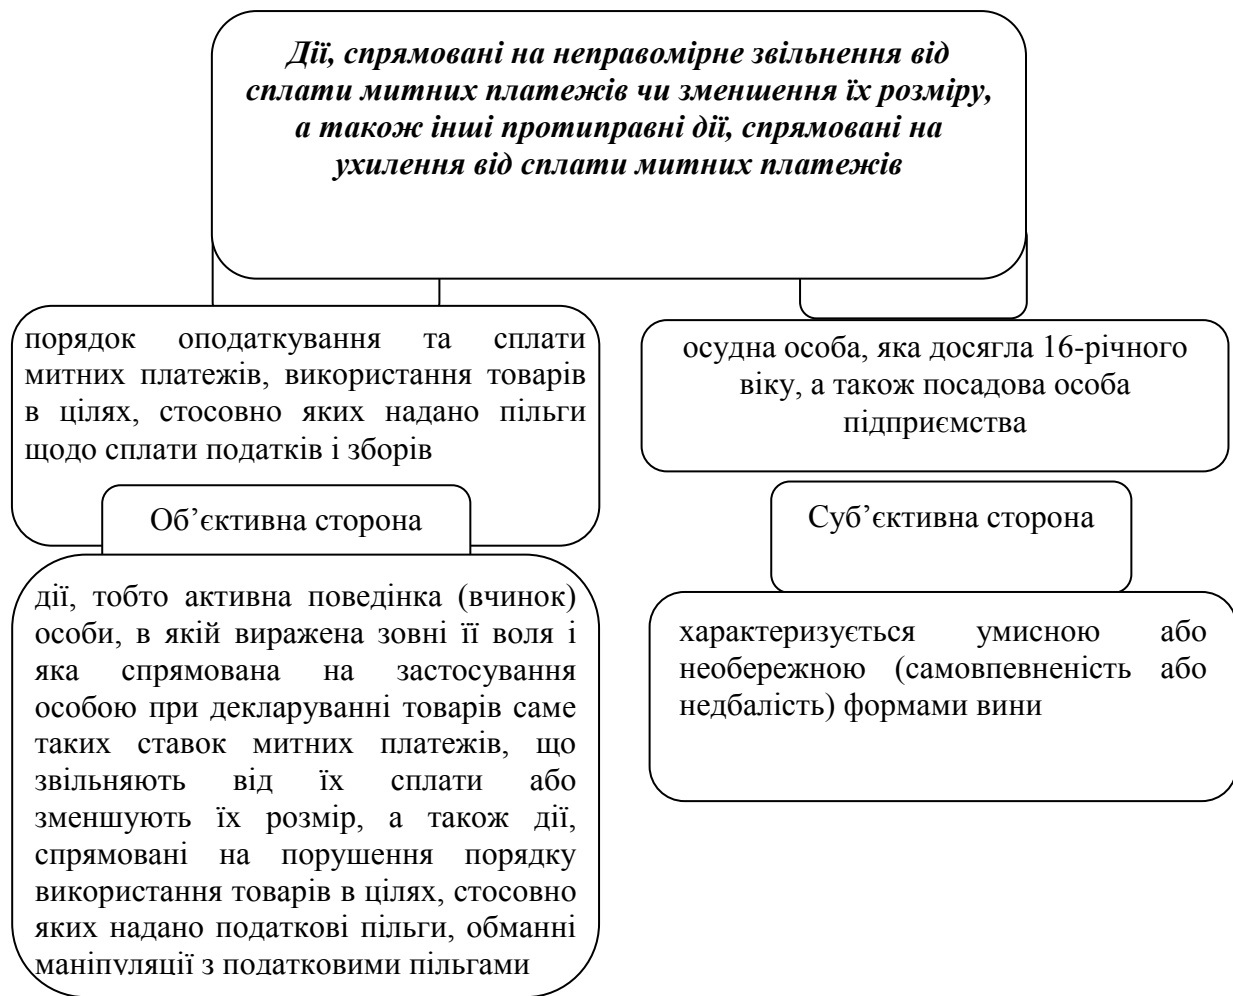 Дії, спрямовані на неправомірне звільнення від
сплати митних платежів чи зменшення їх розміру,
а також інші протиправні дії, спрямовані на
ухилення від сплати митних платежів
порядок оподаткування та сплати
митних платежів, використання товарів
в цілях, стосовно яких надано пільги
щодо сплати податків і зборів
осудна особа, яка досягла 16-річного
віку, а також посадова особа
підприємства
Об’єктивна сторона
Суб’єктивна сторона
дії, тобто активна поведінка (вчинок)
особи, в якій виражена зовні її воля і
яка спрямована на застосування
особою при декларуванні товарів саме
таких ставок митних платежів, що
звільняють від їх сплати або
зменшують їх розмір, а також дії,
спрямовані на порушення порядку
використання товарів в цілях, стосовно
яких надано податкові пільги, обманні
маніпуляції з податковими пільгами
характеризується умисною або
необережною (самовпевненість або
недбалість) формами вини